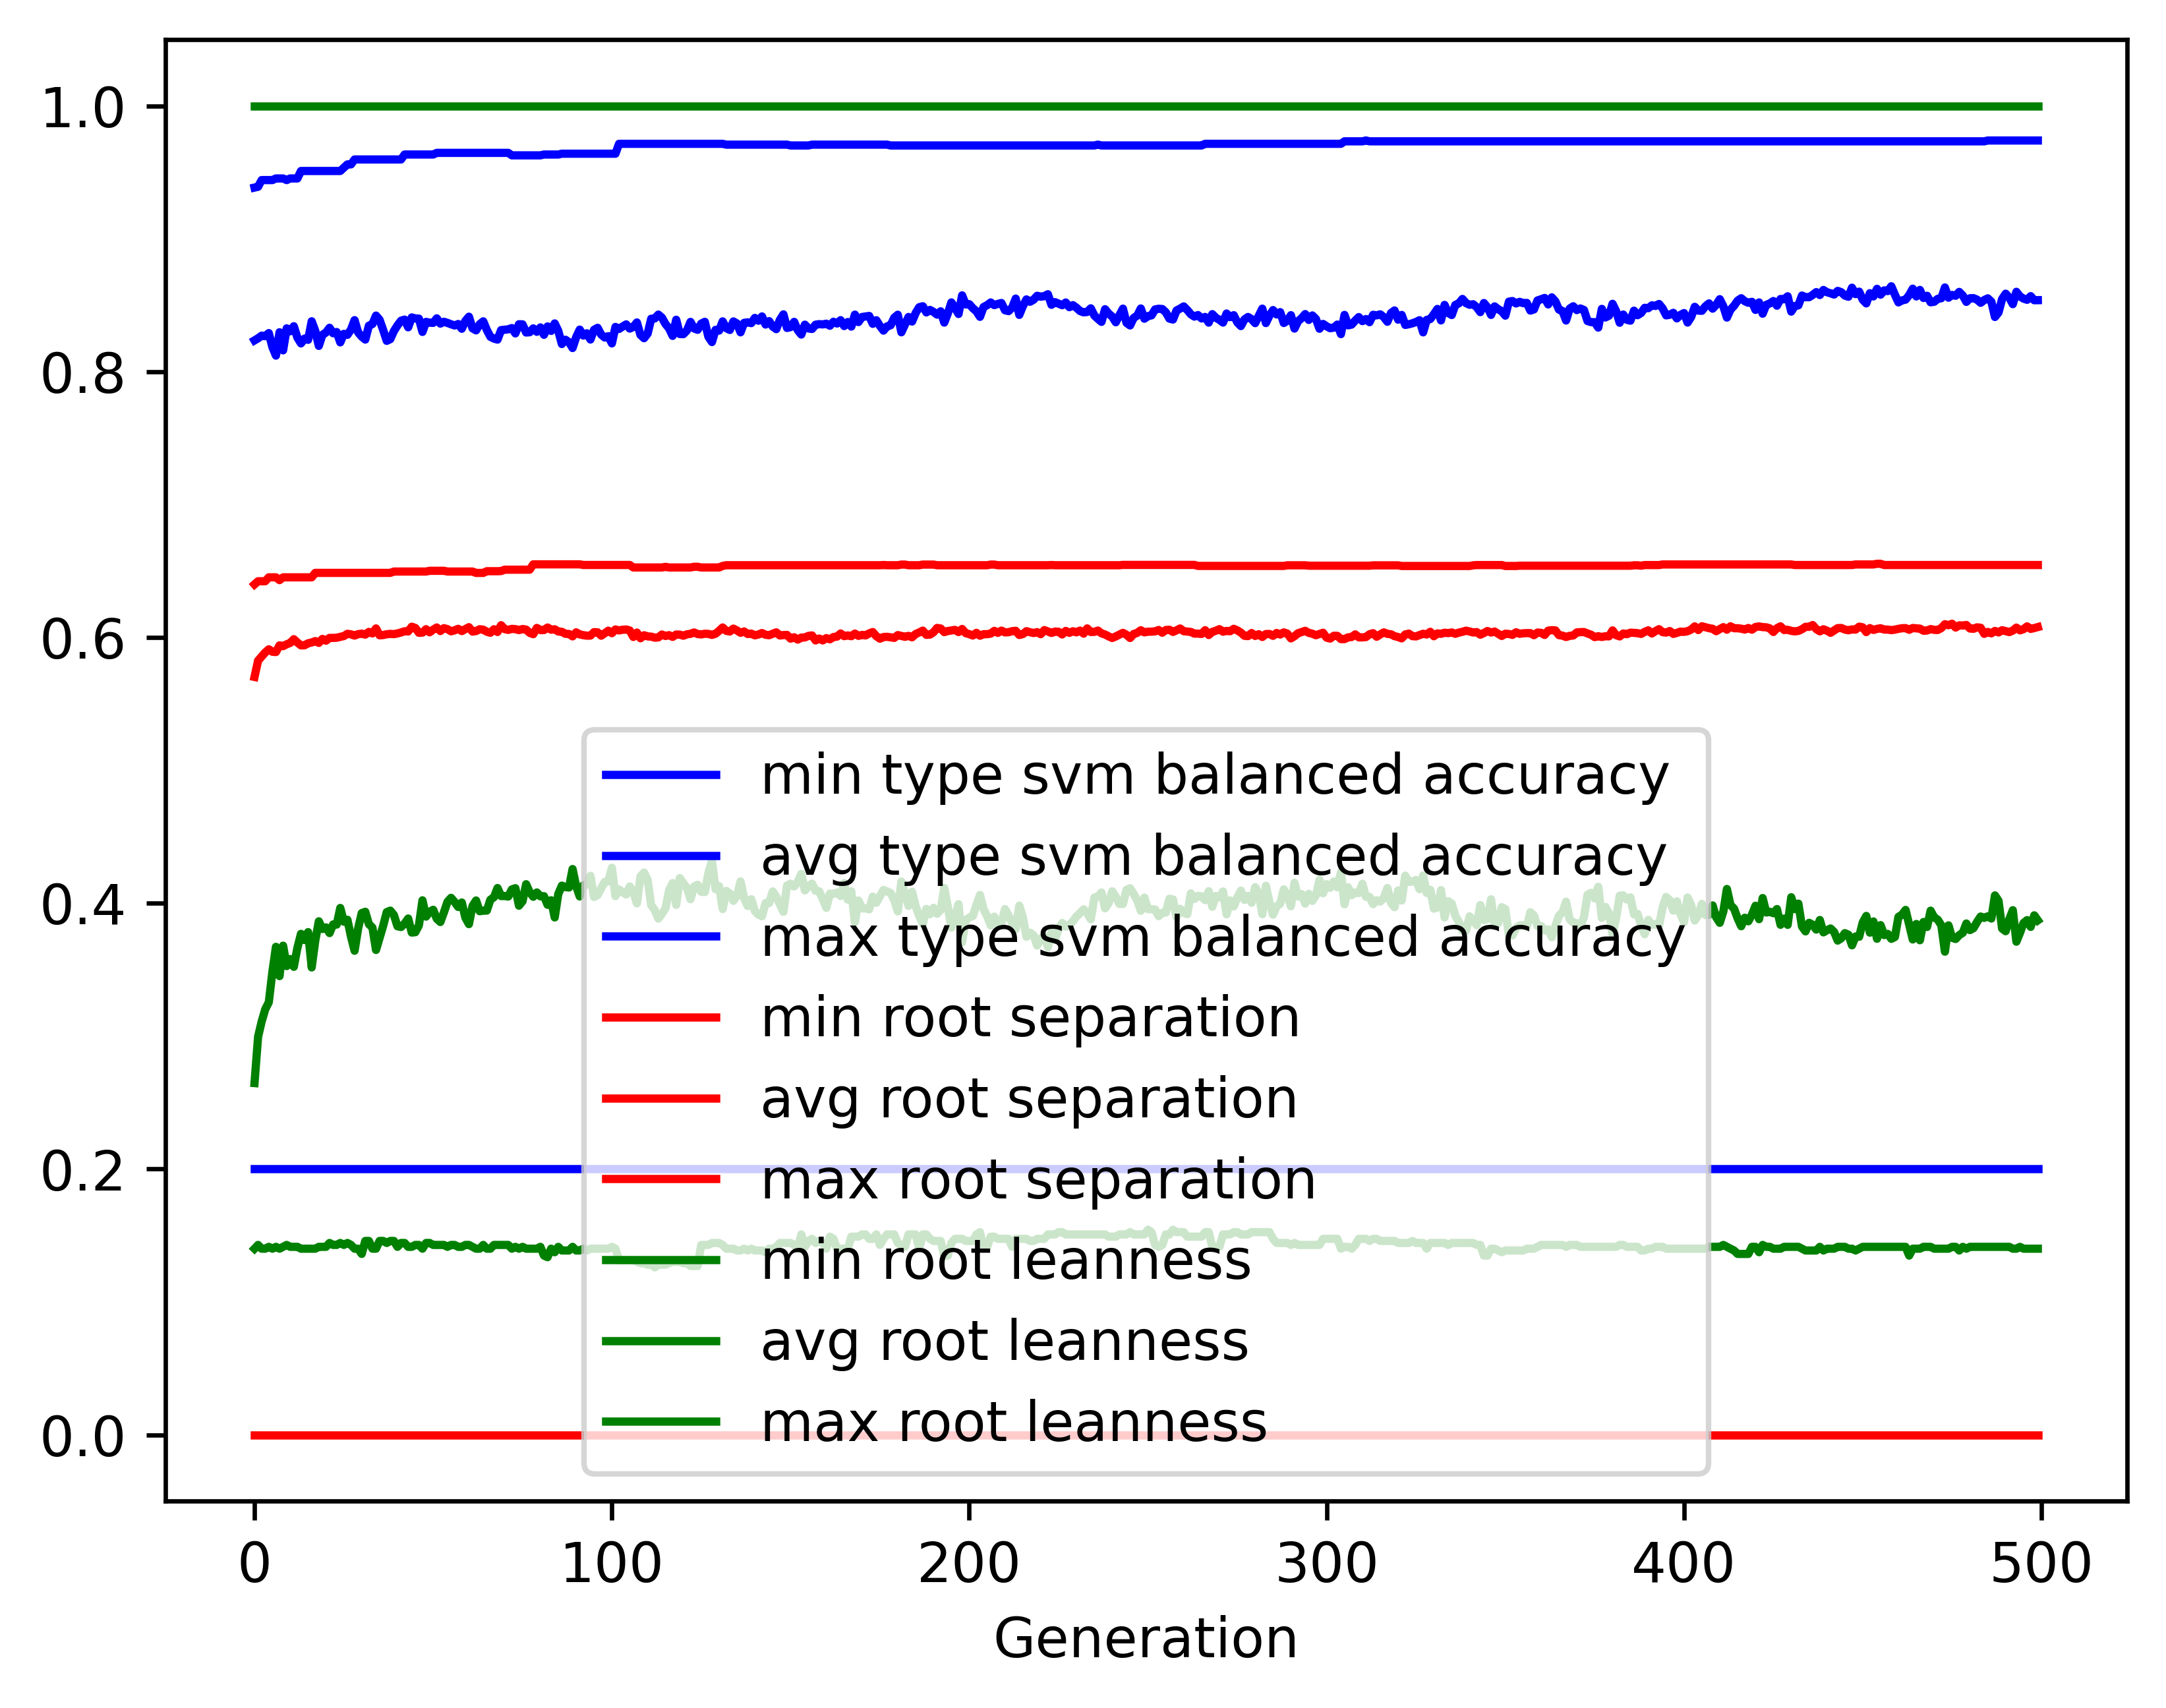 1.0
0.8
0.6
0.4
0.2
0.0
min type svm balanced accuracy
avg type svm balanced accuracy
max type svm balanced accuracy
min root separation
avg root separation
max root separation
min root leanness
avg root leanness
max root leanness
0 100 200 300 400 500
Generation